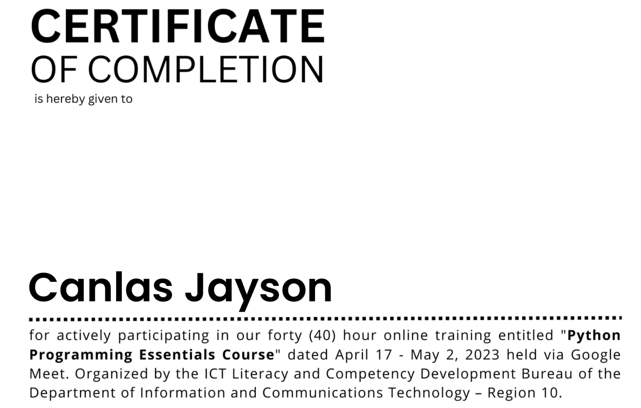 CERTIFICATE
OF COMPLETION
is hereby given to
Canlas Jayson
for actively participating in our forty (40) hour online training entitled "Python
Programming Essentials Course" dated April 17 - May 2, 2023 held via Google
Meet. Organized by the ICT Literacy and Competency Development Bureau of the
Department of Information and Communications Technology – Region 10.